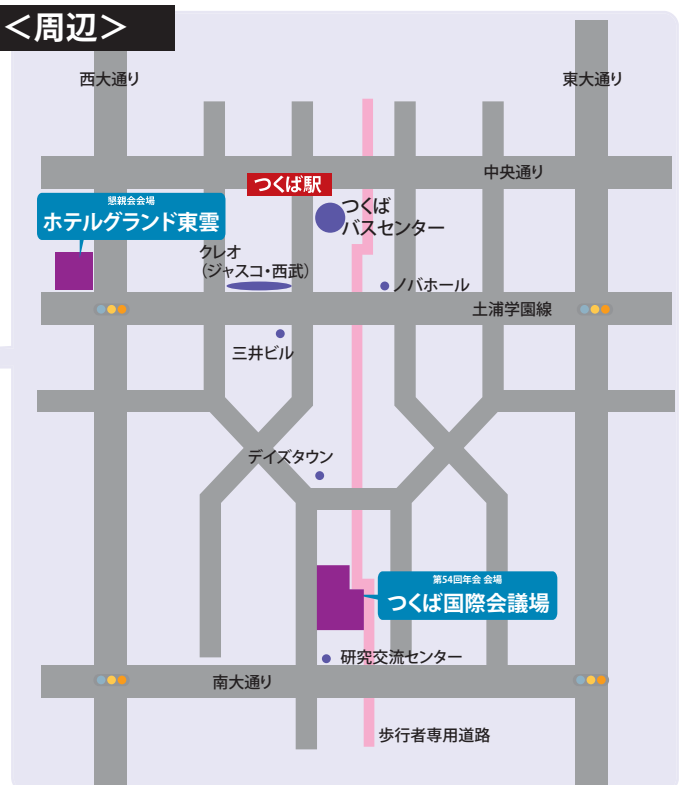 ＜周辺＞
西大通り
東大通り
中央通り
つくば駅
懇親会会場
ホテルグランド東雲
つくば
バスセンター
クレオ
（ジャスコ・西武）
ノバホール
土浦学園線
三井ビル
デイズタウン
第54回年会 会場
つくば国際会議場
研究交流センター
南大通り
歩行者専用道路